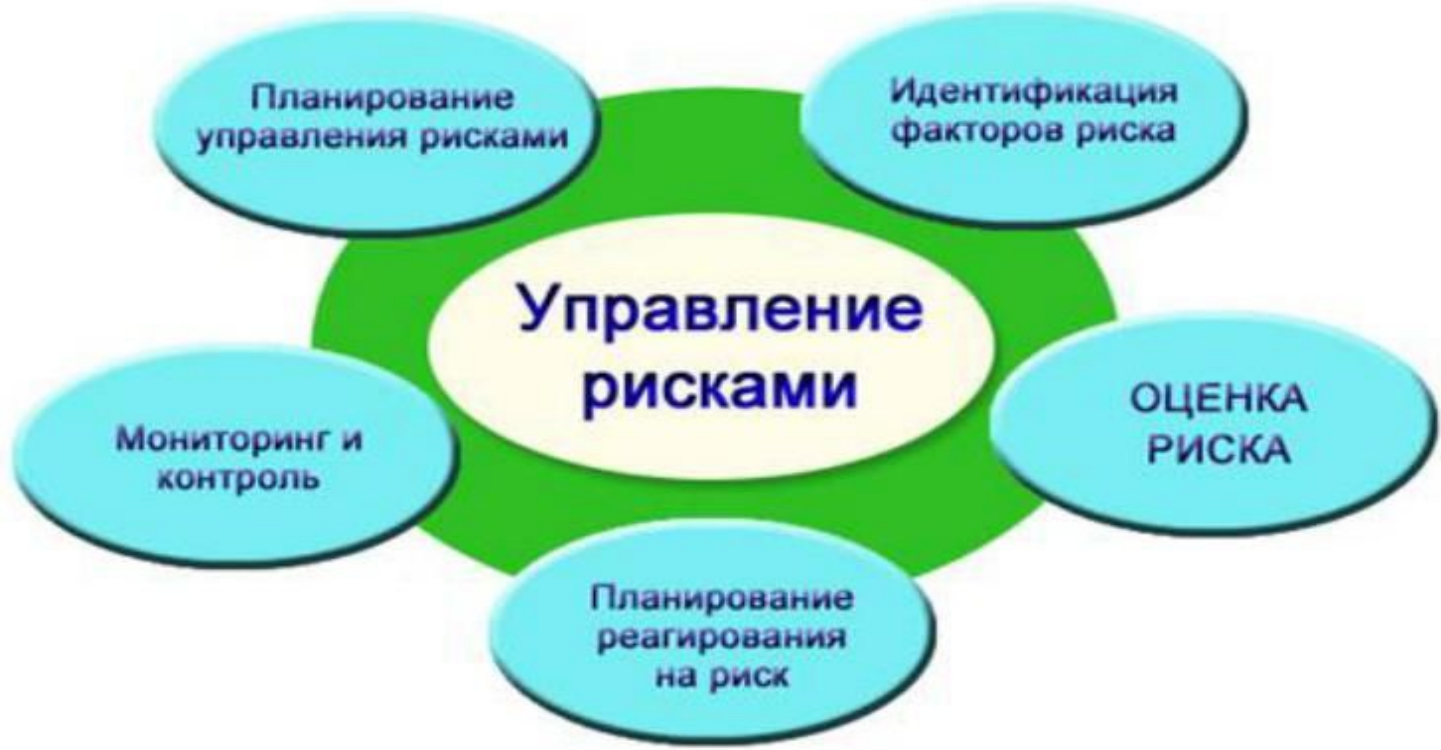 Планирование
управления рисками
Идентификация
факторов риска
Управление
рисками
ОЦЕНКА
РИСКА
Мониторинг и
контроль
Планирование
реагирования
на риск